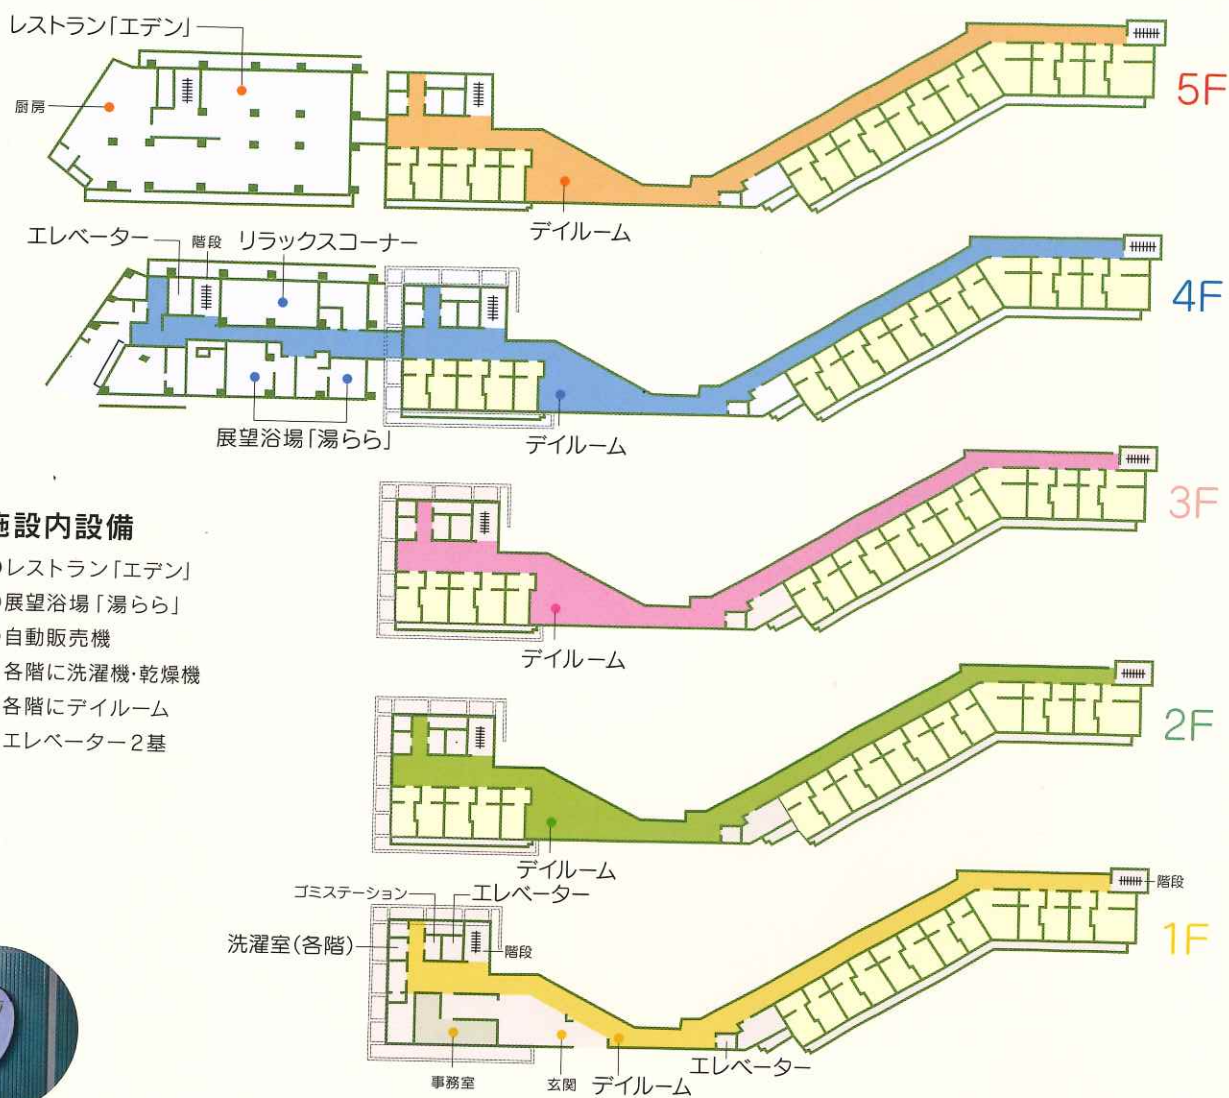 レストラン「エデン」
厨房
デイルーム
5F
エレベーター
階段
リラックスコーナー
展望浴場「湯らら」
デイルーム
4F
デイルーム
3F
施設内設備
レストラン「エデン」
展望浴場「湯らら」
自動販売機
各階に洗濯機・乾燥機
各階にデイルーム
エレベーター2基
デイルーム
2F
ゴミステーション
エレベーター
洗濯室(各階)
階段
階段
1F
事務室
玄関
デイルーム
エレベーター